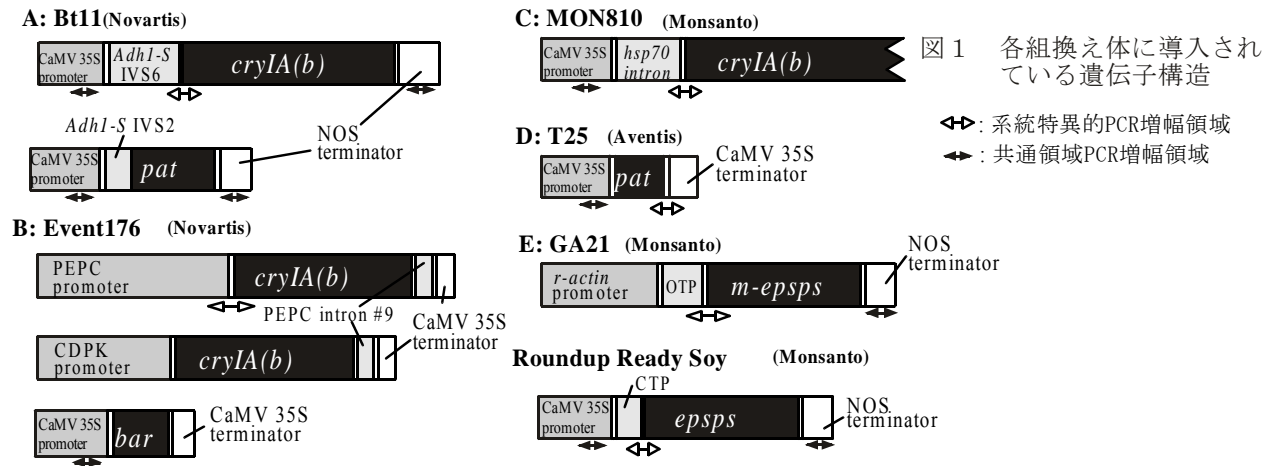 A: Bt11(Novartis)
CaMV 35S
promoter
Adh1-S
IVS6
cryIA(b)
Adh1-S IVS2
NOS
terminator
CaMV 35S
promoter
pat
B: Event176 (Novartis)
PEPC
promoter
cryIA(b)
PEPC intron #9
CaMV 35S
terminator
CDPK
promoter
cryIA(b)
CaMV 35S
promoter
bar
CaMV 35S
terminator
C: MON810 (Monsanto)
CaMV 35S
promoter
hsp70
intron
cryIA(b)
D: T25 (Aventis)
CaMV 35S
promoter
pat
CaMV 35S
terminator
E: GA21 (Monsanto)
r-actin
promoter
OTP
m-epsps
NOS
terminator
Roundup Ready Soy (Monsanto)
CTP
CaMV 35S
promoter
epsps
NOS
terminator
図1 各組換え体に導入され
ている遺伝子構造
: 系統特異的PCR増幅領域
: 共通領域PCR増幅領域